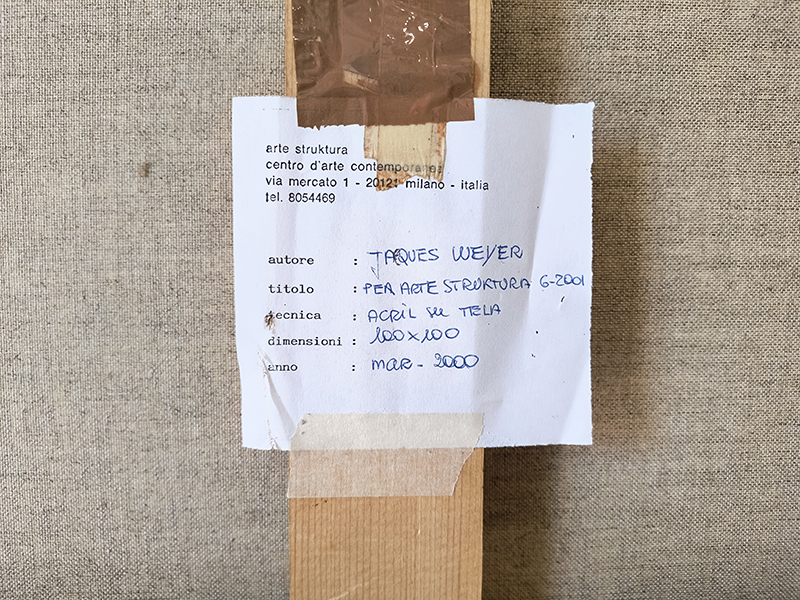 arte struktura
centro d'arte contemporanea
via mercato 1 - 20121 milano - italia
tel. 8054469
autore : JAQUES WEYER
titolo : PER ARTE STRUKTURA 6-2001
tecnica : ACRIL su TELA
dimensioni : 100x100
anno : MAR - 2000